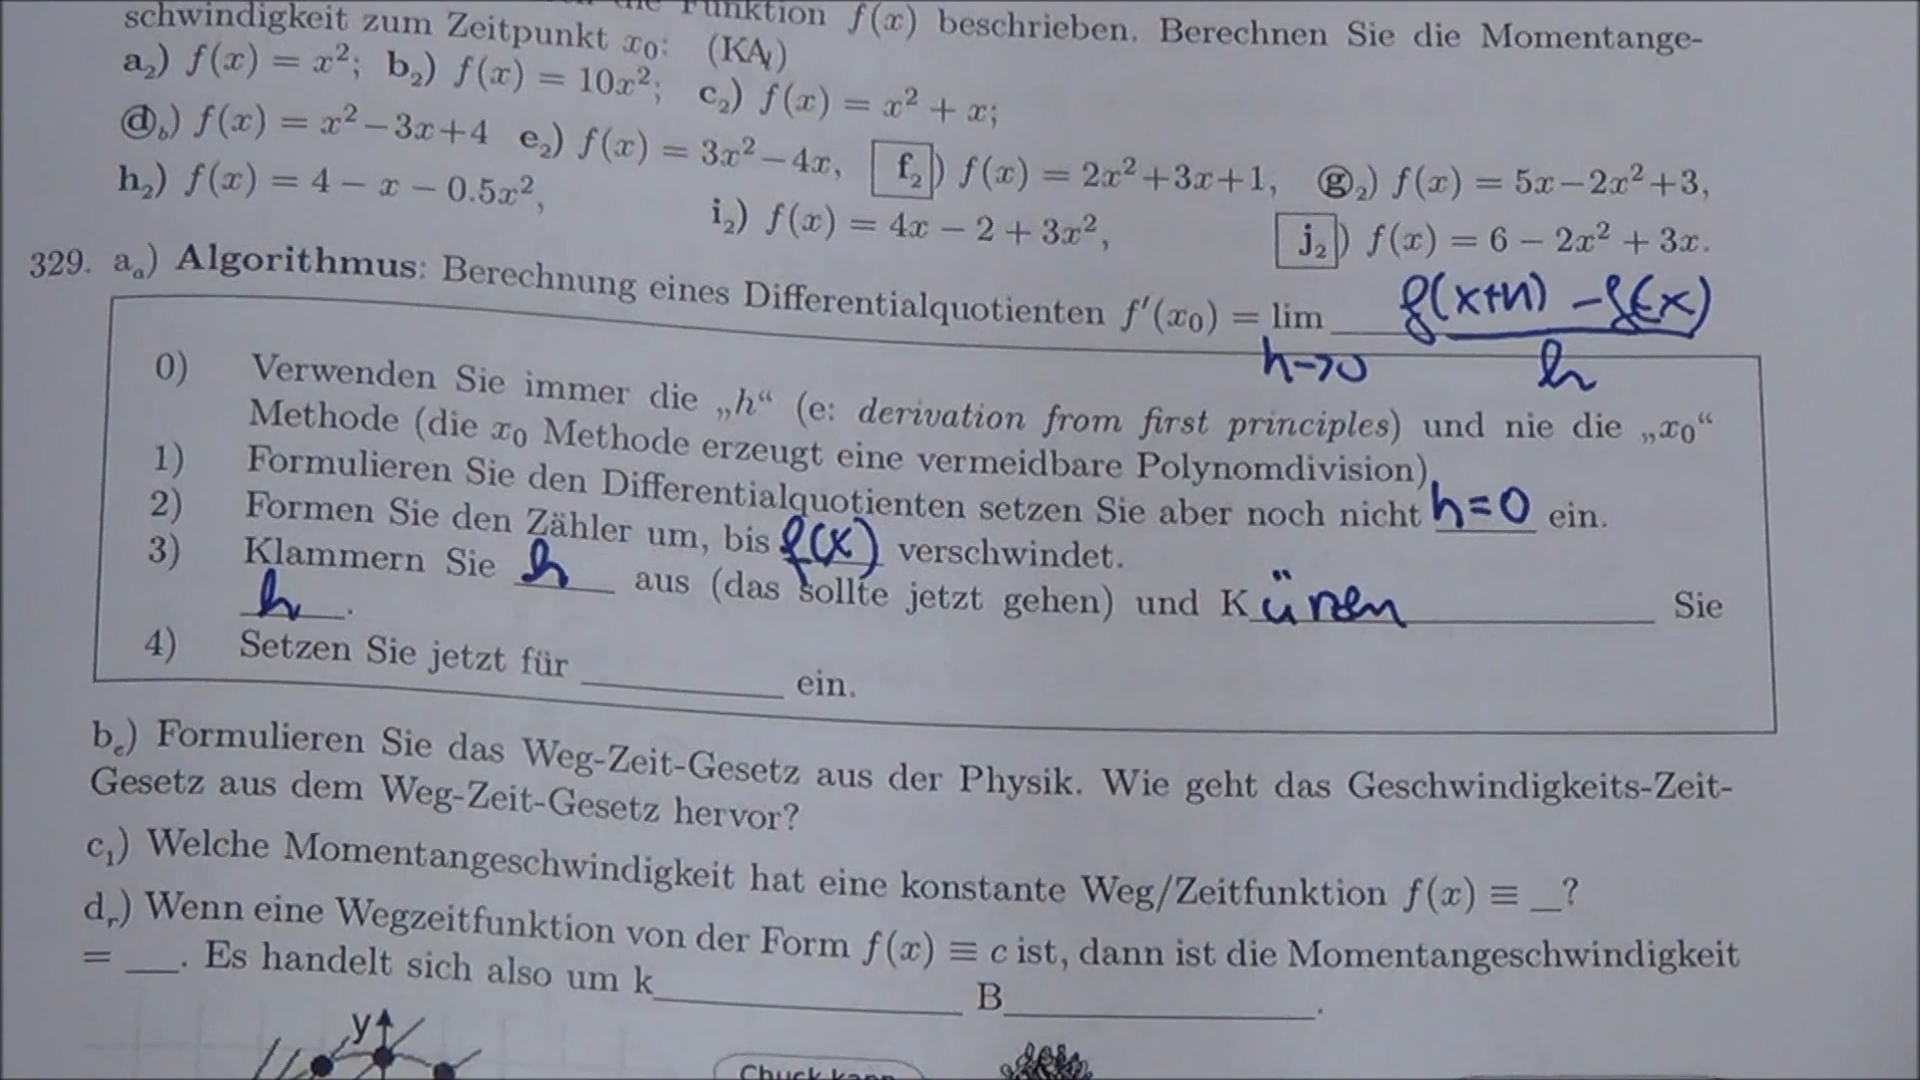 Funktion f(x) beschrieben. Berechnen Sie die Momentange-
schwindigkeit zum Zeitpunkt x₀: (KA₁)
a₂) f(x) = x²; b₂) f(x) = 10x²; c₂) f(x) = x² + x;
ⓓ_b) f(x) = x² − 3x + 4 e₂) f(x) = 3x² − 4x, f₂) f(x) = 2x² + 3x + 1, ⓖ₂) f(x) = 5x − 2x² + 3,
h₂) f(x) = 4 − x − 0.5x², i₂) f(x) = 4x − 2 + 3x², j₂) f(x) = 6 − 2x² + 3x.
329. aₐ) Algorithmus: Berechnung eines Differentialquotienten f′(x₀) = lim h→0 f(x+h) − f(x) / h
0) Verwenden Sie immer die „h“ (e: derivation from first principles) und nie die „x₀“
Methode (die x₀ Methode erzeugt eine vermeidbare Polynomdivision)
1) Formulieren Sie den Differentialquotienten setzen Sie aber noch nicht h=0 ein.
2) Formen Sie den Zähler um, bis f(x) verschwindet.
3) Klammern Sie h aus (das sollte jetzt gehen) und Kürzen Sie
h.
4) Setzen Sie jetzt für ____ ein.
bₑ) Formulieren Sie das Weg-Zeit-Gesetz aus der Physik. Wie geht das Geschwindigkeits-Zeit-
Gesetz aus dem Weg-Zeit-Gesetz hervor?
c₁) Welche Momentangeschwindigkeit hat eine konstante Weg/Zeitfunktion f(x) ≡ _?
dᵣ) Wenn eine Wegzeitfunktion von der Form f(x) ≡ c ist, dann ist die Momentangeschwindigkeit
= __. Es handelt sich also um k____ B____.
y
Chuck kann